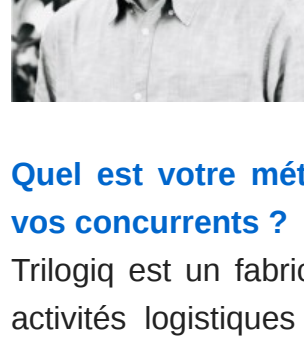 Quel est votre mét
vos concurrents ?
Trilogiq est un fabric
activités logistiques